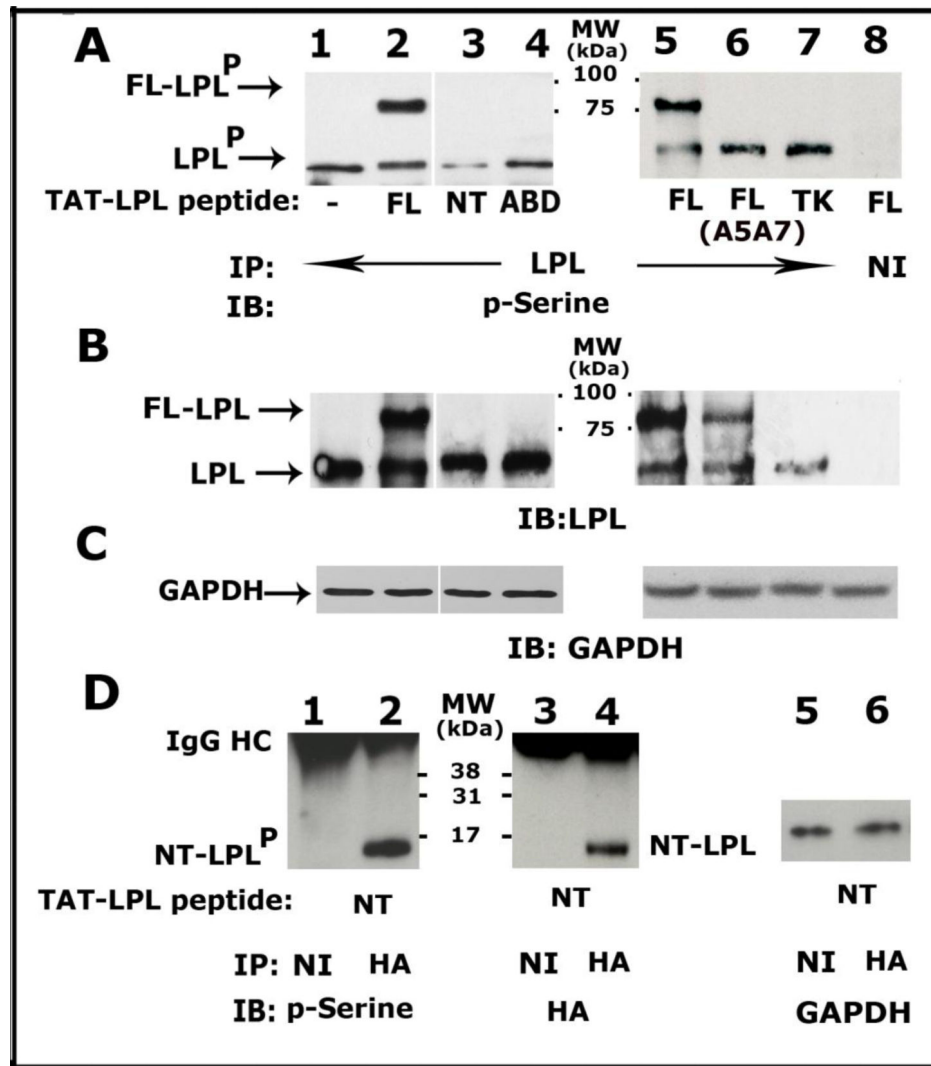 A 1 2 3 4 MW (kDa) 5 6 7 8
FL-LPL P → 100
75
LPL P →
TAT-LPL peptide: - FL NT ABD FL FL TK FL
(A5A7)
IP: LPL NI
IB: p-Serine
B MW (kDa)
FL-LPL → 100
75
LPL →
IB:LPL
C
GAPDH →
IB: GAPDH
D 1 2 MW (kDa) 3 4 5 6
IgG HC
38
31
NT-LPL P 17 NT-LPL
TAT-LPL peptide: NT NT NT
IP: NI HA NI HA NI HA
IB: p-Serine HA GAPDH